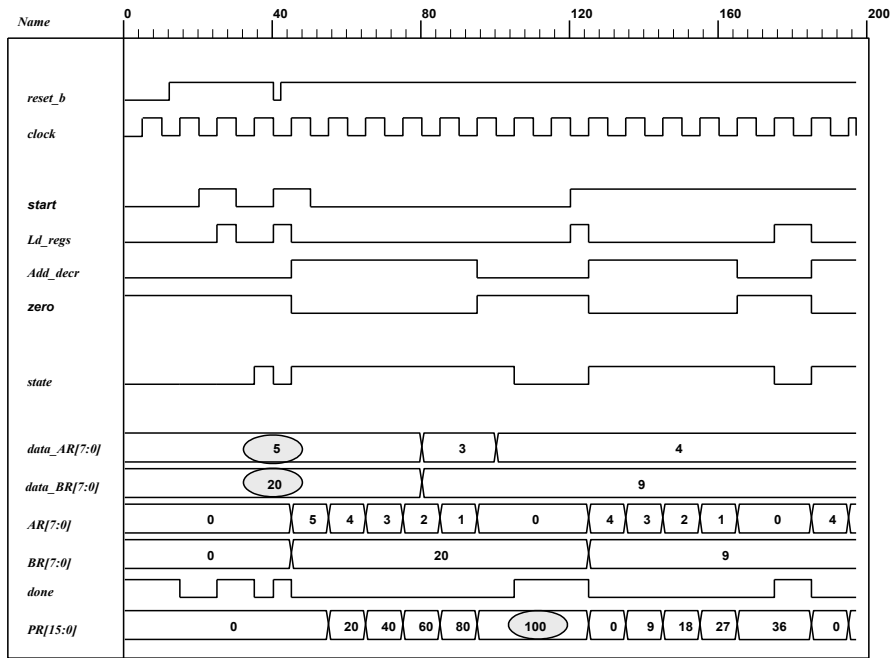 Name 0 40 80 120 160 200
reset_b
clock
start
Ld_regs
Add_decr
zero
state
data_AR[7:0] 5 3 4
data_BR[7:0] 20 9
AR[7:0] 0 5 4 3 2 1 0 4 3 2 1 0 4
BR[7:0] 0 20 9
done
PR[15:0] 0 20 40 60 80 100 0 9 18 27 36 0